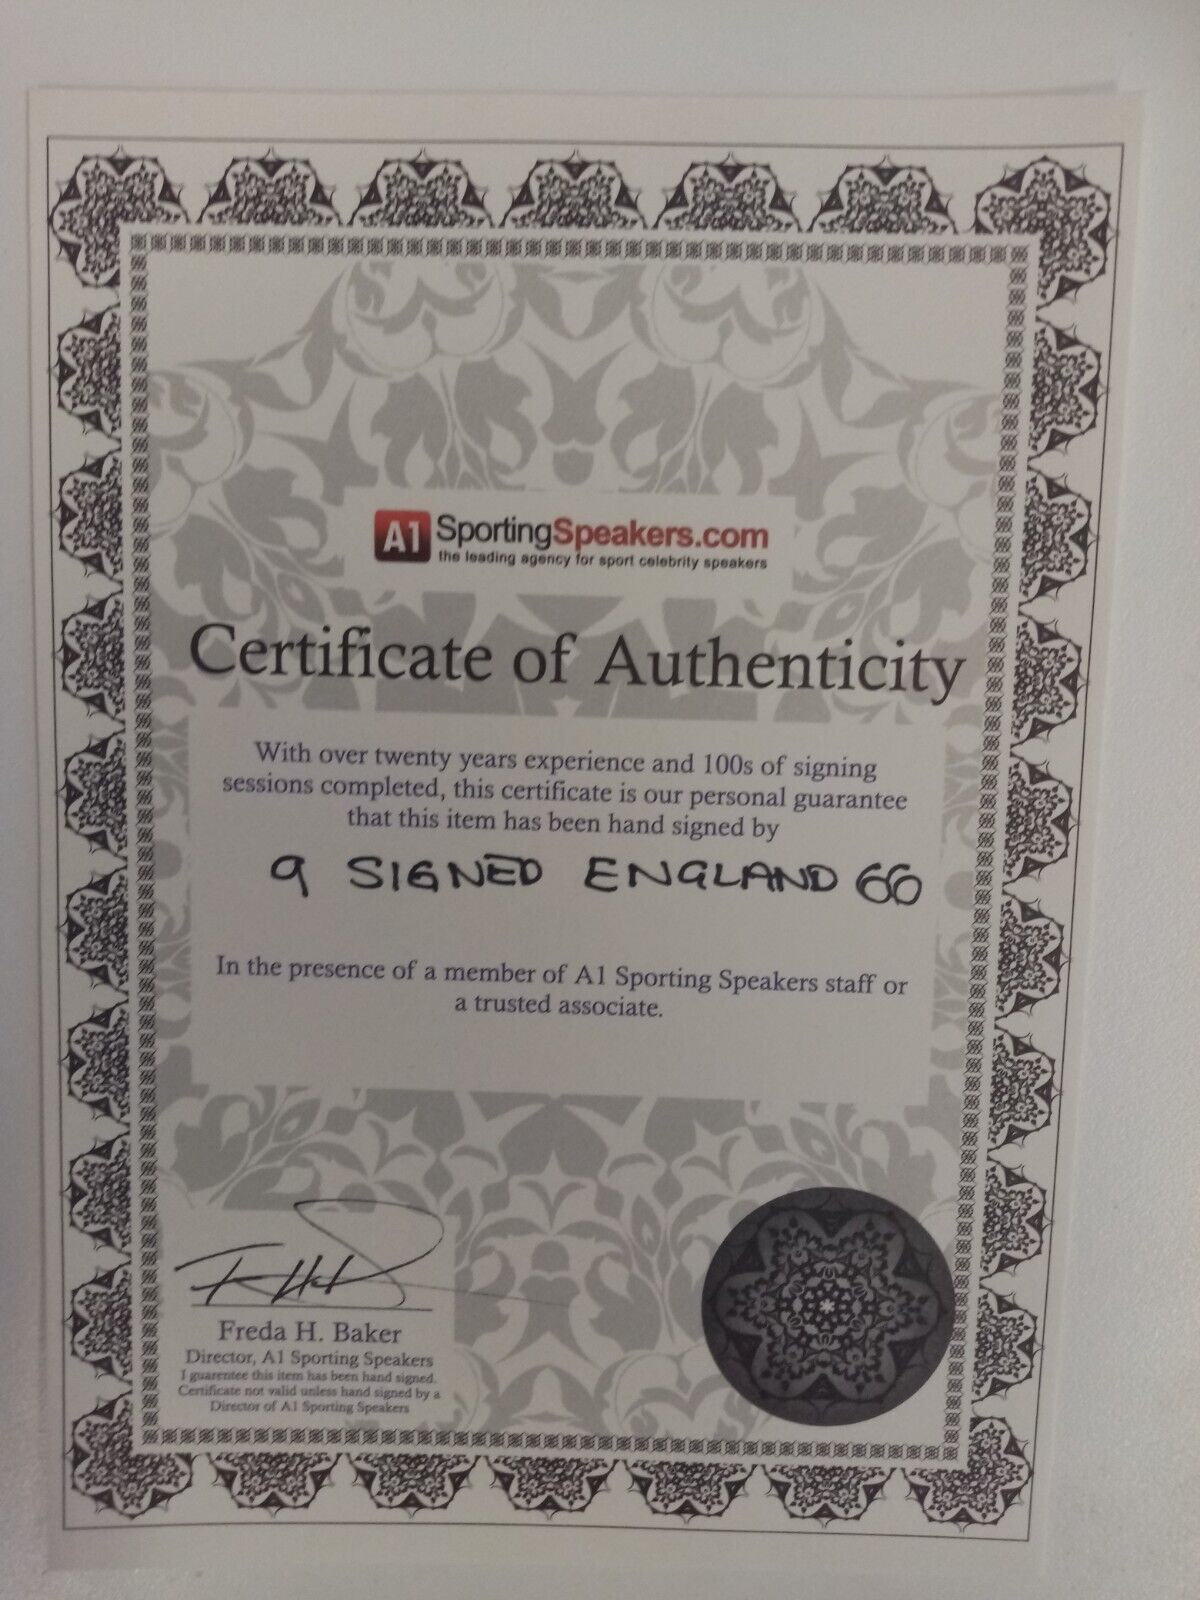 A1 SportingSpeakers.com
the leading agency for sport celebrity speakers
Certificate of Authenticity
With over twenty years experience and 100s of signing
sessions completed, this certificate is our personal guarantee
that this item has been hand signed by
9 SIGNED ENGLAND 66
In the presence of a member of A1 Sporting Speakers staff or
a trusted associate.
Freda H. Baker
Director, A1 Sporting Speakers
I guarentee this item has been hand signed.
Certificate not valid unless hand signed by a
Director of A1 Sporting Speakers